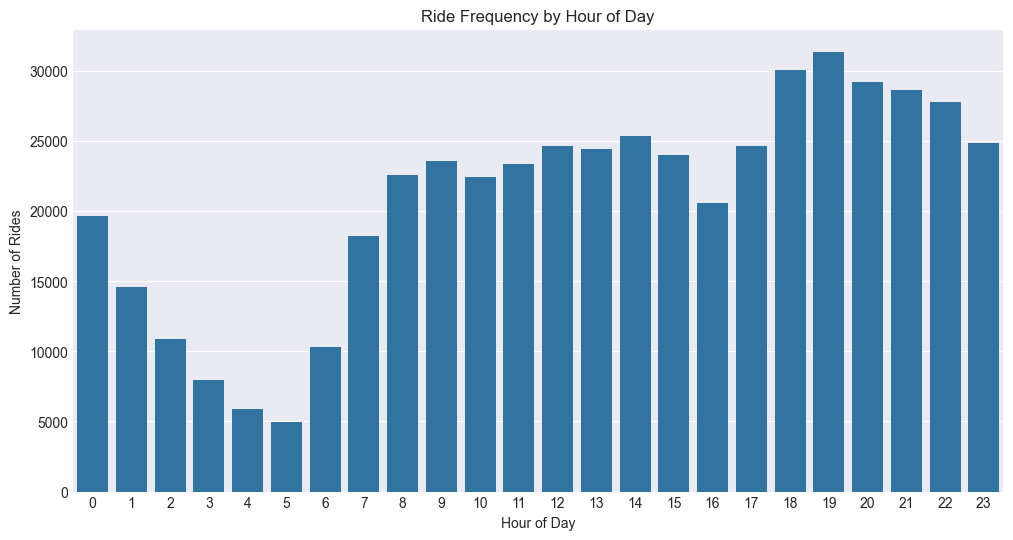 Ride Frequency by Hour of Day
Number of Rides
30000
25000
20000
15000
10000
5000
0
0 1 2 3 4 5 6 7 8 9 10 11 12 13 14 15 16 17 18 19 20 21 22 23
Hour of Day